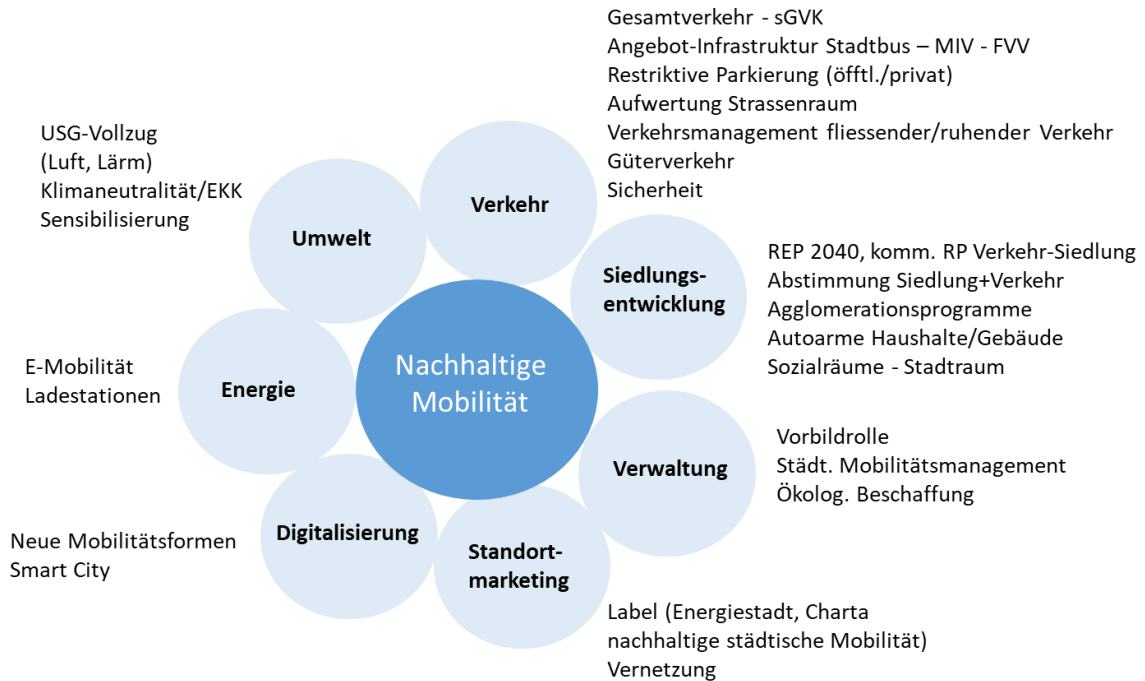 Gesamtverkehr - sGVK
Angebot-Infrastruktur Stadtbus – MIV - FVV
Restriktive Parkierung (öfftl./privat)
Aufwertung Strassenraum
Verkehrsmanagement fliessender/ruhender Verkehr
Güterverkehr
Sicherheit
USG-Vollzug
(Luft, Lärm)
Klimaneutralität/EKK
Sensibilisierung
Verkehr
Umwelt
Siedlungs-
entwicklung
REP 2040, komm. RP Verkehr-Siedlung
Abstimmung Siedlung+Verkehr
Agglomerationsprogramme
Autoarme Haushalte/Gebäude
Sozialräume - Stadtraum
Nachhaltige
Mobilität
E-Mobilität
Ladestationen
Energie
Verwaltung
Vorbildrolle
Städt. Mobilitätsmanagement
Ökolog. Beschaffung
Digitalisierung
Neue Mobilitätsformen
Smart City
Standort-
marketing
Label (Energiestadt, Charta
nachhaltige städtische Mobilität)
Vernetzung